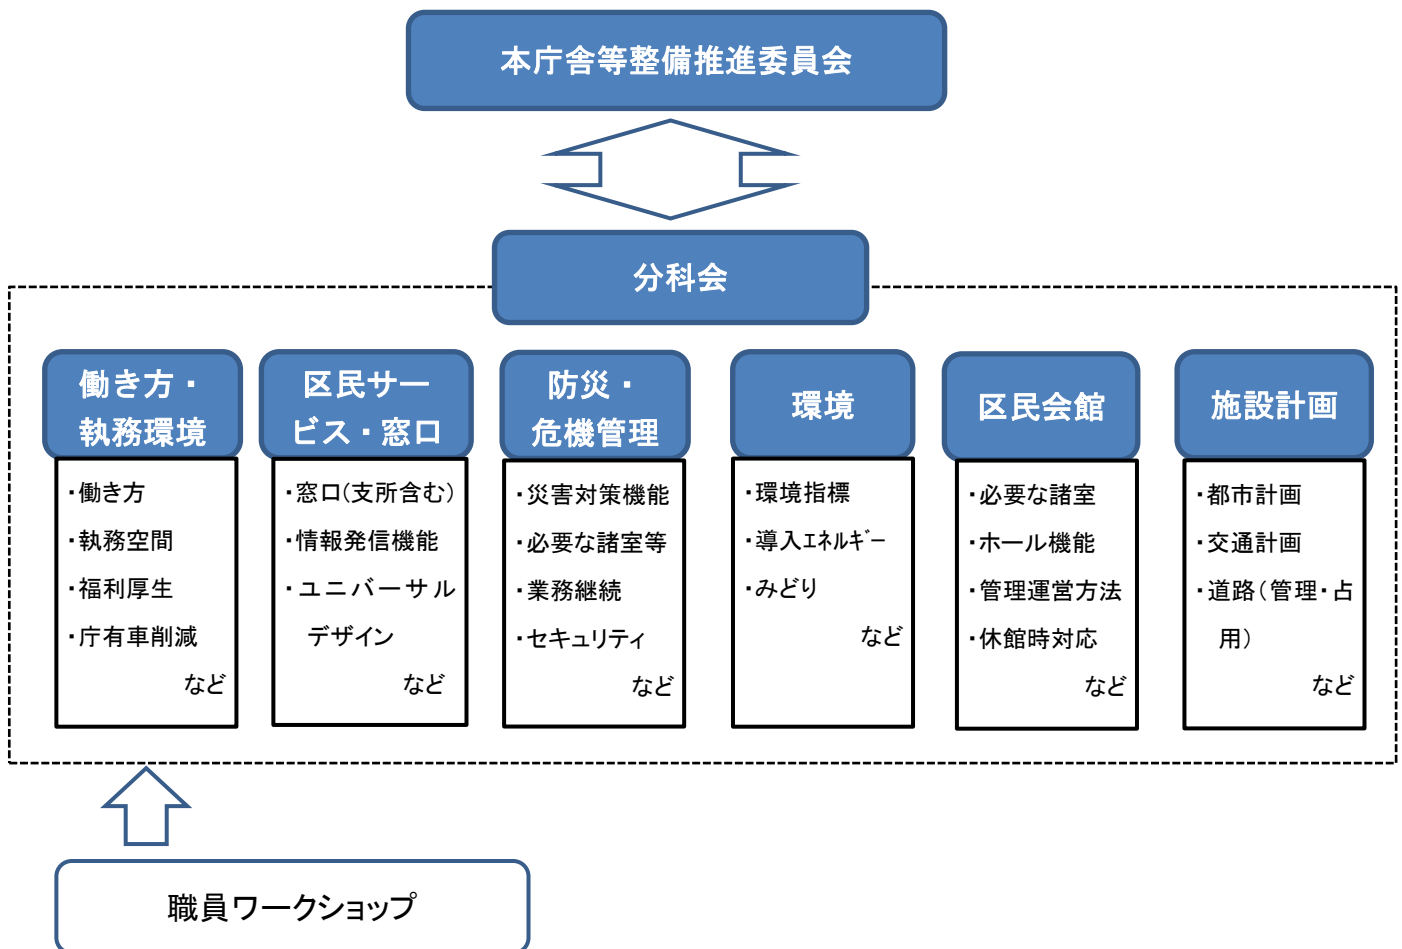 本庁舎等整備推進委員会
分科会
働き方・
執務環境
・働き方
・執務空間
・福利厚生
・庁有車削減
など
区民サー
ビス・窓口
・窓口(支所含む)
・情報発信機能
・ユニバーサル
デザイン
など
防災・
危機管理
・災害対策機能
・必要な諸室等
・業務継続
・セキュリティ
など
環境
・環境指標
・導入ｴﾈﾙｷﾞｰ
・みどり
など
区民会館
・必要な諸室
・ホール機能
・管理運営方法
・休館時対応
など
施設計画
・都市計画
・交通計画
・道路（管理・占
用）
など
職員ワークショップ